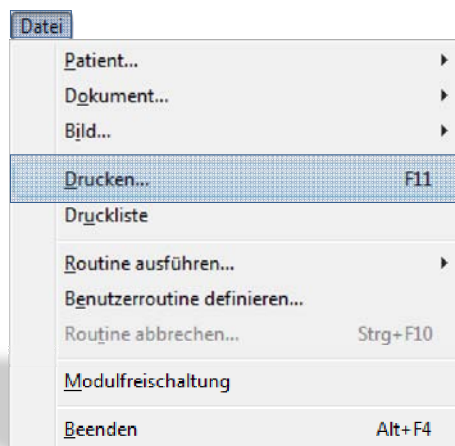 Datei
Patient...
Dokument...
Bild...
Drucken... F11
Druckliste
Routine ausführen...
Benutzerroutine definieren...
Routine abbrechen... Strg+F10
Modulfreischaltung
Beenden Alt+F4